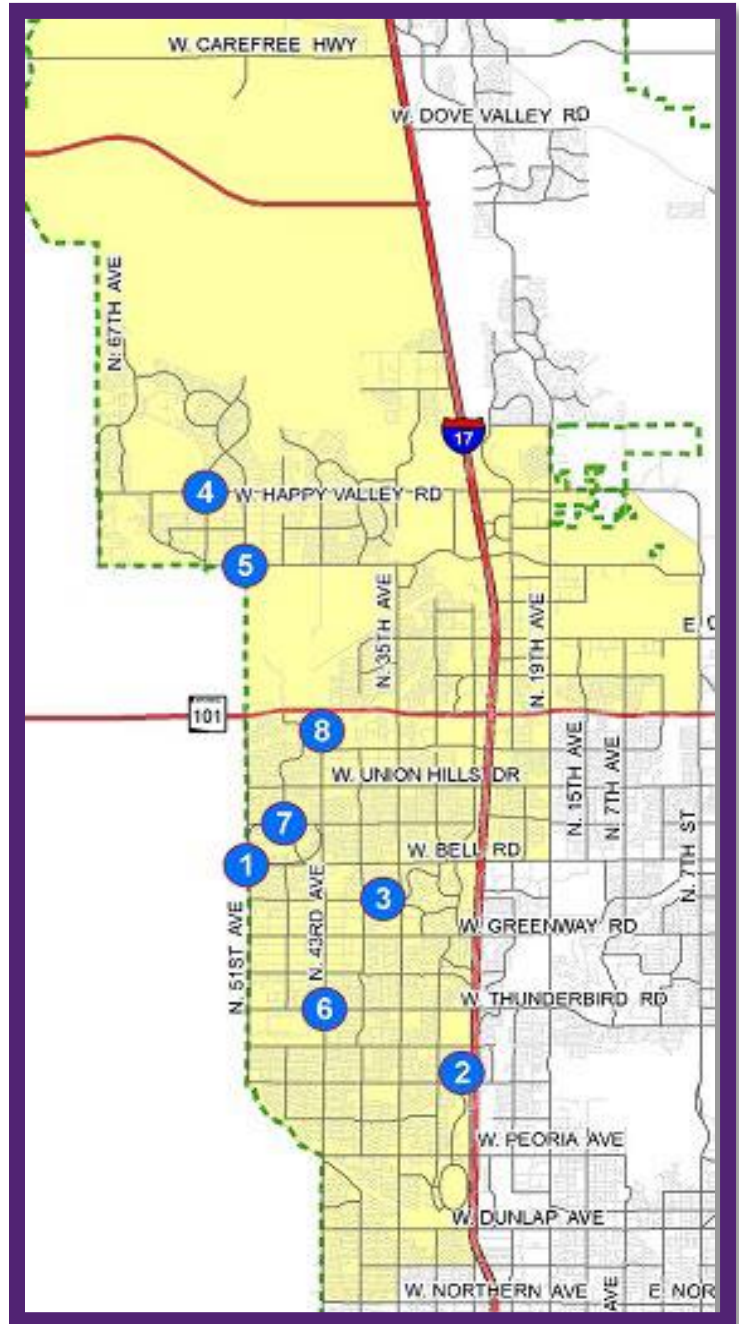 W. CAREFREE HWY
W. DOVE VALLEY RD
N. 67TH AVE
17
4
W. HAPPY VALLEY RD
5
N. 35TH AVE
N. 19TH AVE
E
101
8
W. UNION HILLS DR
N. 15TH AVE
N. 7TH AVE
N. 7TH ST
7
W. BELL RD
1
N. 43RD AVE
3
W. GREENWAY RD
N. 51ST AVE
6
W. THUNDERBIRD RD
2
W. PEORIA AVE
W. DUNLAP AVE
W. NORTHERN AVE
AVE
E NOR